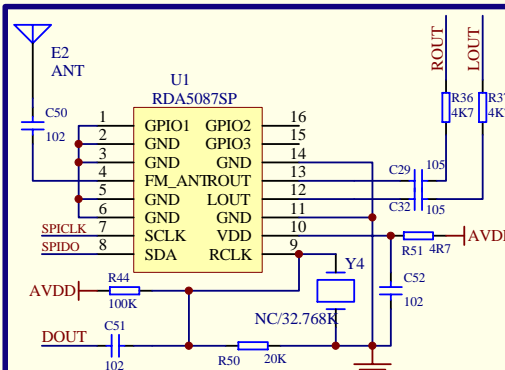 E2
ANT
ROUT
LOUT
U1
RDA5087SP
R36
4K7
R37
4K7
C50
102
1 GPIO1 GPIO2 16
2 GND GPIO3 15
3 GND GND 14
4 FM_ANT ROUT 13
5 GND LOUT 12
6 GND GND 11
7 SCLK VDD 10
8 SDA RCLK 9
C29 105
C32 105
SPICLK
SPIDO
R51 4R7
AVDD
Y4
C52
102
R44
AVDD
100K
NC/32.768K
DOUT
C51
102
R50
20K